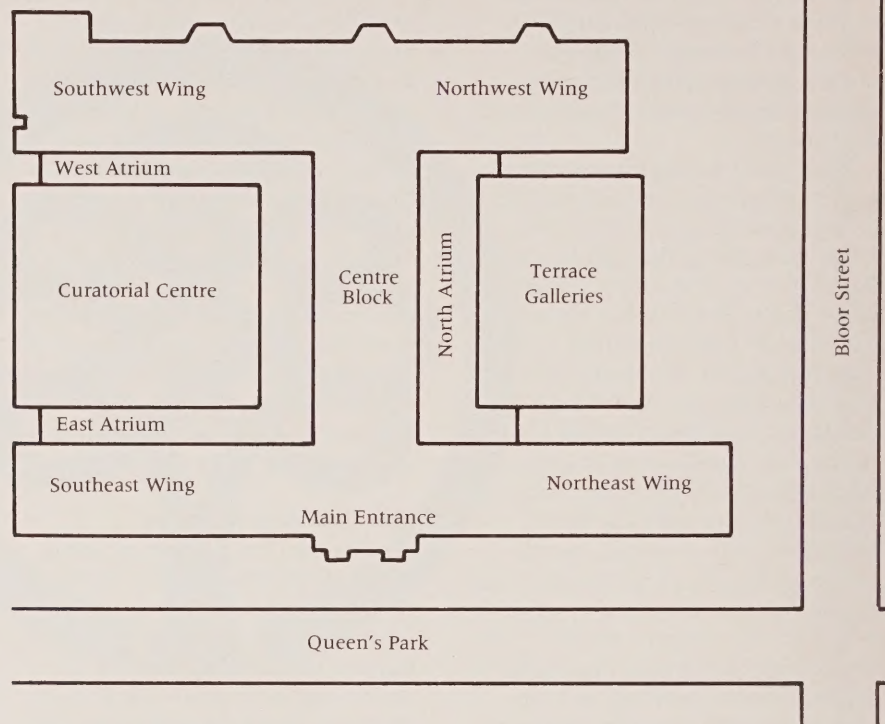 Southwest Wing
Northwest Wing
West Atrium
Curatorial Centre
Centre
Block
North Atrium
Terrace
Galleries
Bloor Street
East Atrium
Southeast Wing
Northeast Wing
Main Entrance
Queen's Park